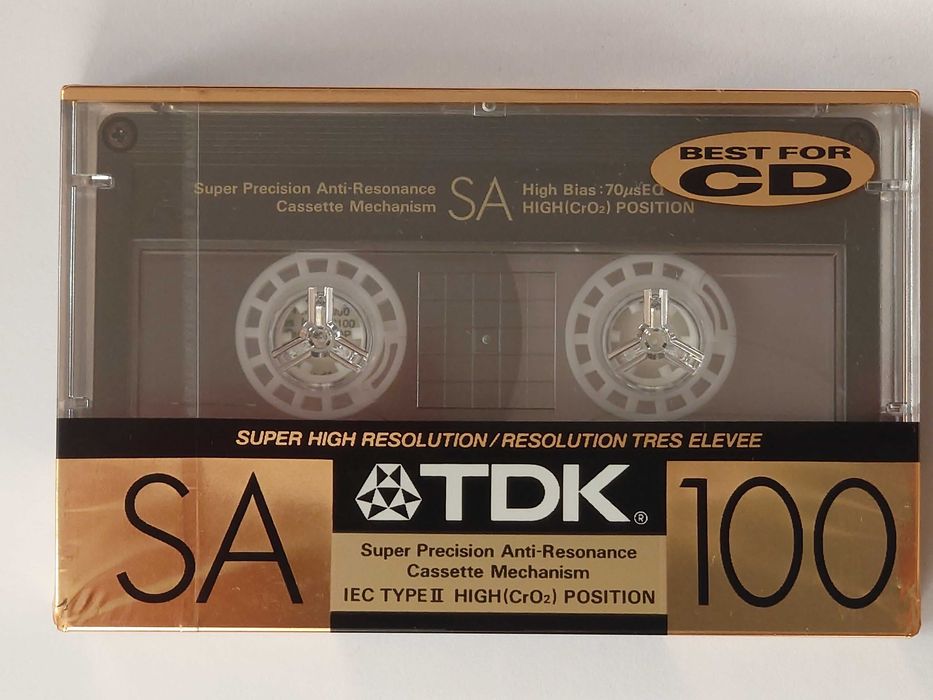 BEST FOR
CD
Super Precision Anti-Resonance
Cassette Mechanism
SA
High Bias:70µsEQ
HIGH(CrO₂) POSITION
SUPER HIGH RESOLUTION/RESOLUTION TRES ELEVEE
SA
TDK®
100
Super Precision Anti-Resonance
Cassette Mechanism
IEC TYPE II HIGH(CrO₂) POSITION